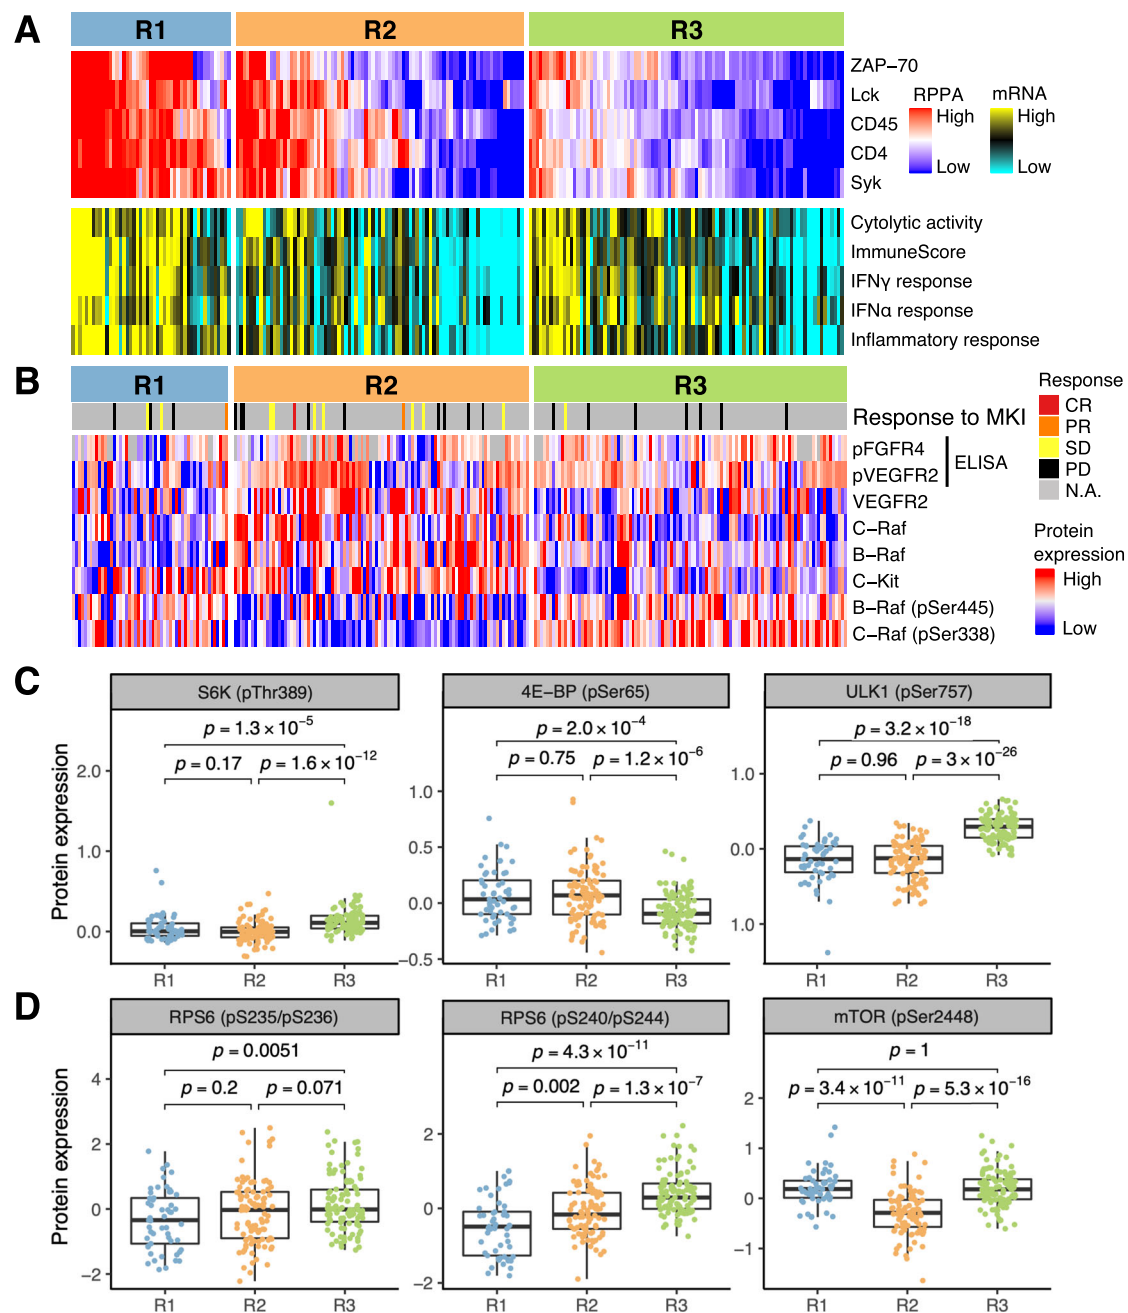 A
R1 R2 R3
ZAP−70
Lck
CD45
CD4
Syk
RPPA mRNA
High High
Low Low
Cytolytic activity
ImmuneScore
IFNγ response
IFNα response
Inflammatory response
B
R1 R2 R3
Response to MKI
pFGFR4
pVEGFR2
ELISA
VEGFR2
C−Raf
B−Raf
C−Kit
B−Raf (pSer445)
C−Raf (pSer338)
Response
CR
PR
SD
PD
N.A.
Protein
expression
High
Low
C
S6K (pThr389)
p = 1.3 × 10⁻⁵
p = 0.17 p = 1.6 × 10⁻¹²
Protein expression
2.0
1.0
0.0
R1 R2 R3
4E−BP (pSer65)
p = 2.0 × 10⁻⁴
p = 0.75 p = 1.2 × 10⁻⁶
1.0
0.5
0.0
−0.5
R1 R2 R3
ULK1 (pSer757)
p = 3.2 × 10⁻¹⁸
p = 0.96 p = 3 × 10⁻²⁶
1.0
0.0
1.0
R1 R2 R3
D
RPS6 (pS235/pS236)
p = 0.0051
p = 0.2 p = 0.071
Protein expression
4
2
0
−2
R1 R2 R3
RPS6 (pS240/pS244)
p = 4.3 × 10⁻¹¹
p = 0.002 p = 1.3 × 10⁻⁷
2
0
−2
R1 R2 R3
mTOR (pSer2448)
p = 1
p = 3.4 × 10⁻¹¹ p = 5.3 × 10⁻¹⁶
2
1
0
−1
R1 R2 R3